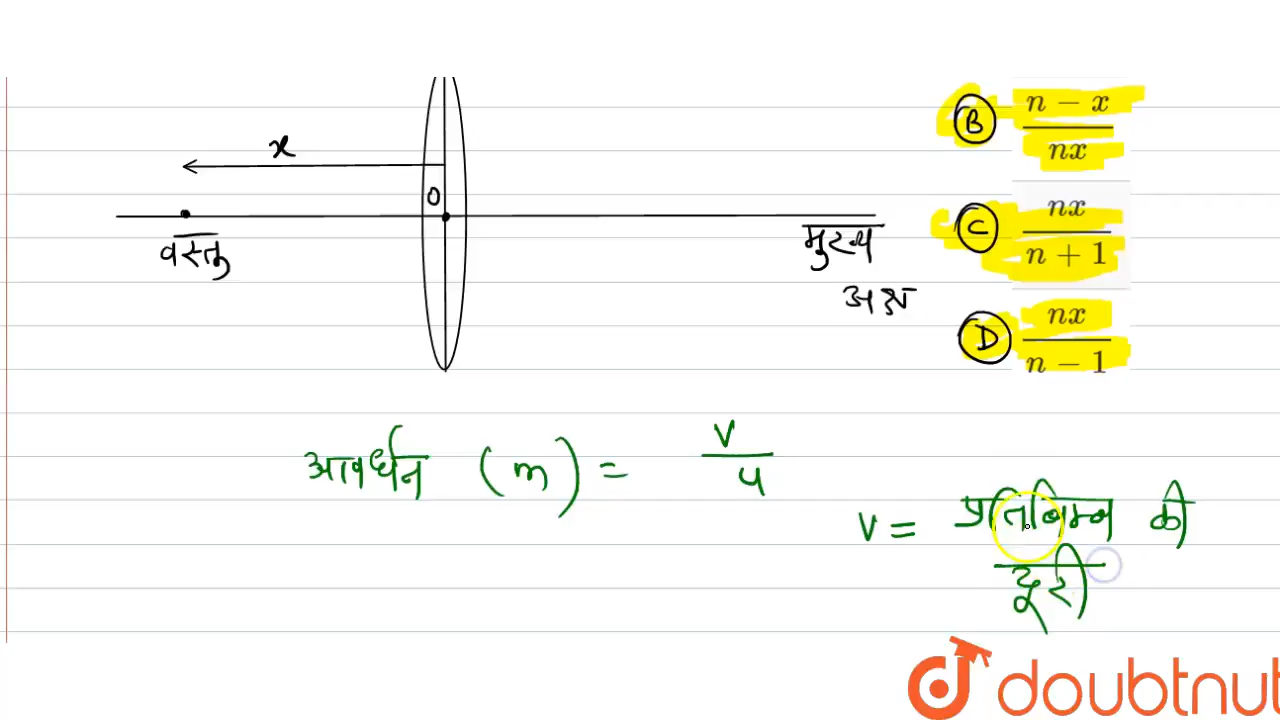 x
O
वस्तु
मुख्य
अक्ष
B n − x / nx
C nx / n + 1
D nx / n − 1
आवर्धन (m) = v / u
v = प्रतिबिम्ब की
दूरी
doubtnut